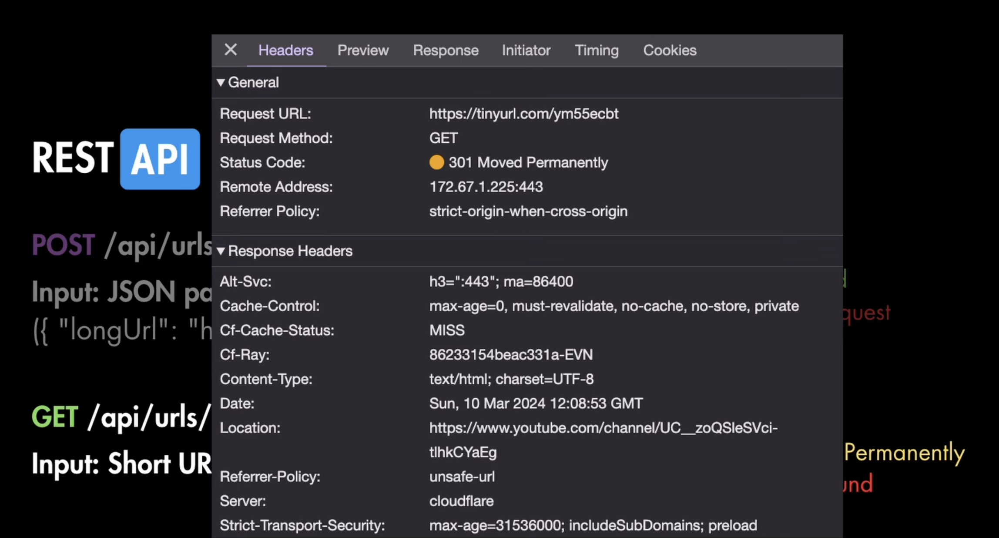 Headers Preview Response Initiator Timing Cookies
General
Request URL: https://tinyurl.com/ym55ecbt
Request Method: GET
Status Code: 301 Moved Permanently
Remote Address: 172.67.1.225:443
Referrer Policy: strict-origin-when-cross-origin
Response Headers
Alt-Svc: h3=":443"; ma=86400
Cache-Control: max-age=0, must-revalidate, no-cache, no-store, private
Cf-Cache-Status: MISS
Cf-Ray: 86233154beac331a-EVN
Content-Type: text/html; charset=UTF-8
Date: Sun, 10 Mar 2024 12:08:53 GMT
Location: https://www.youtube.com/channel/UC__zoQSIeSVci-
tlhkCYaEg
Referrer-Policy: unsafe-url
Server: cloudflare
Strict-Transport-Security: max-age=31536000; includeSubDomains; preload
REST API
POST /api/urls
Input: JSON pa
({ "longUrl": "h
GET /api/urls/
Input: Short UR
d
quest
Permanently
und